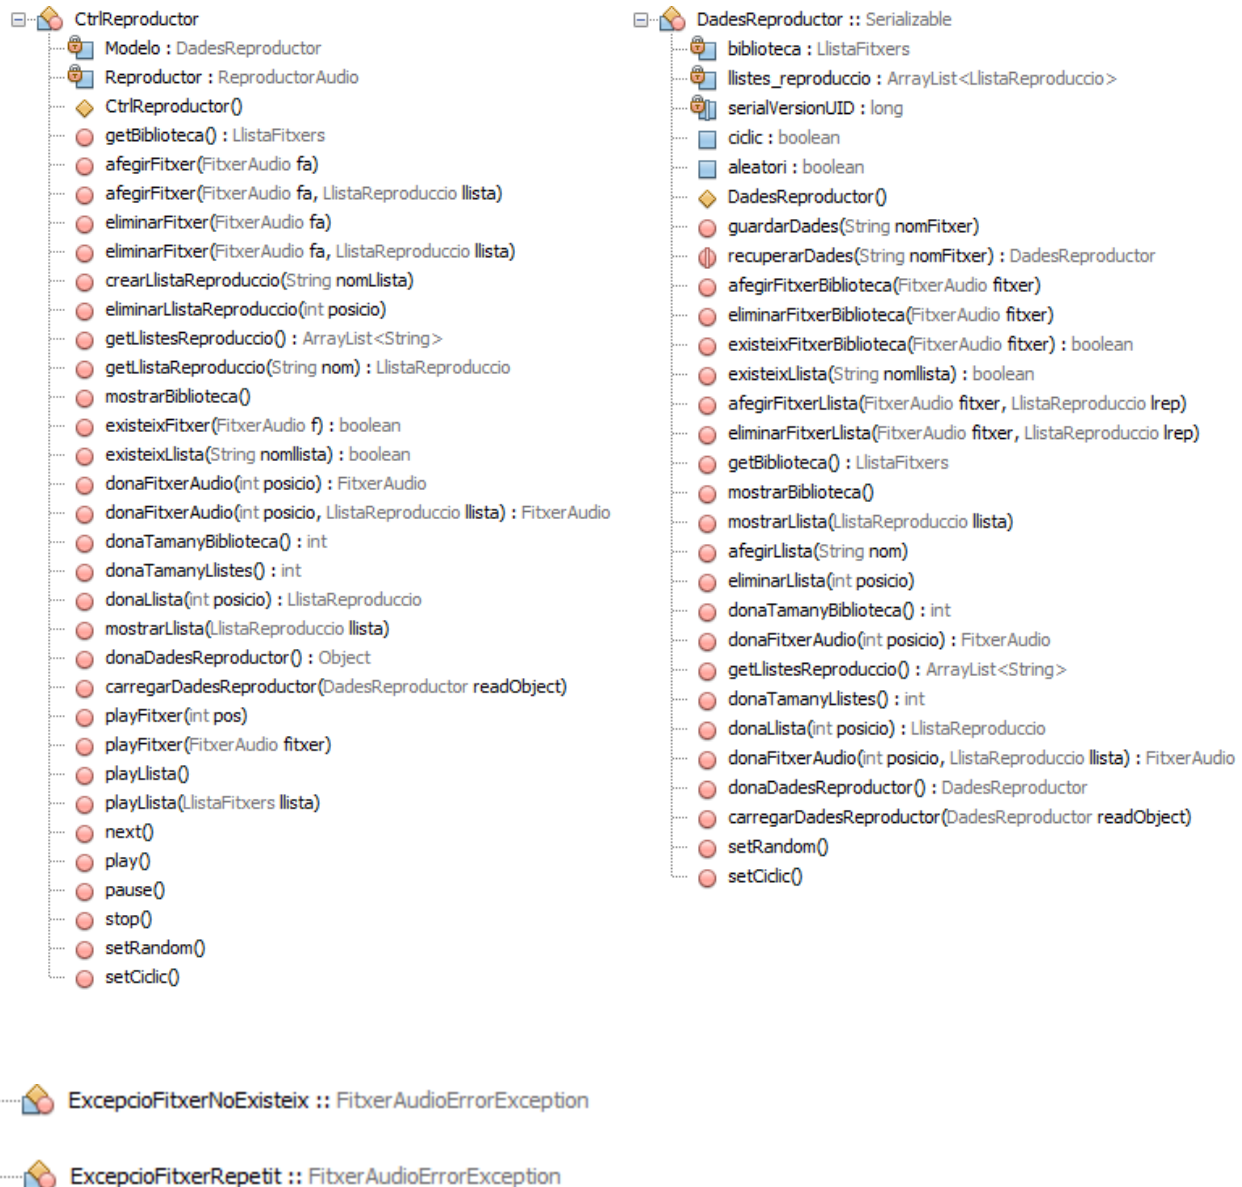 CtrlReproductor
Modelo : DadesReproductor
Reproductor : ReproductorAudio
CtrlReproductor()
getBiblioteca() : LlistaFitxers
afegirFitxer(FitxerAudio fa)
afegirFitxer(FitxerAudio fa, LlistaReproduccio llista)
eliminarFitxer(FitxerAudio fa)
eliminarFitxer(FitxerAudio fa, LlistaReproduccio llista)
crearLlistaReproduccio(String nomLlista)
eliminarLlistaReproduccio(int posicio)
getLlistesReproduccio() : ArrayList<String>
getLlistaReproduccio(String nom) : LlistaReproduccio
mostrarBiblioteca()
existeixFitxer(FitxerAudio f) : boolean
existeixLlista(String nomllista) : boolean
donaFitxerAudio(int posicio) : FitxerAudio
donaFitxerAudio(int posicio, LlistaReproduccio llista) : FitxerAudio
donaTamanyBiblioteca() : int
donaTamanyLlistes() : int
donaLlista(int posicio) : LlistaReproduccio
mostrarLlista(LlistaReproduccio llista)
donaDadesReproductor() : Object
carregarDadesReproductor(DadesReproductor readObject)
playFitxer(int pos)
playFitxer(FitxerAudio fitxer)
playLlista()
playLlista(LlistaFitxers llista)
next()
play()
pause()
stop()
setRandom()
setCiclic()
DadesReproductor :: Serializable
biblioteca : LlistaFitxers
llistes_reproduccio : ArrayList<LlistaReproduccio>
serialVersionUID : long
ciclic : boolean
aleatori : boolean
DadesReproductor()
guardarDades(String nomFitxer)
recuperarDades(String nomFitxer) : DadesReproductor
afegirFitxerBiblioteca(FitxerAudio fitxer)
eliminarFitxerBiblioteca(FitxerAudio fitxer)
existeixFitxerBiblioteca(FitxerAudio fitxer) : boolean
existeixLlista(String nomllista) : boolean
afegirFitxerLlista(FitxerAudio fitxer, LlistaReproduccio lrep)
eliminarFitxerLlista(FitxerAudio fitxer, LlistaReproduccio lrep)
getBiblioteca() : LlistaFitxers
mostrarBiblioteca()
mostrarLlista(LlistaReproduccio llista)
afegirLlista(String nom)
eliminarLlista(int posicio)
donaTamanyBiblioteca() : int
donaFitxerAudio(int posicio) : FitxerAudio
getLlistesReproduccio() : ArrayList<String>
donaTamanyLlistes() : int
donaLlista(int posicio) : LlistaReproduccio
donaFitxerAudio(int posicio, LlistaReproduccio llista) : FitxerAudio
donaDadesReproductor() : DadesReproductor
carregarDadesReproductor(DadesReproductor readObject)
setRandom()
setCiclic()
ExcepcioFitxerNoExisteix :: FitxerAudioErrorException
ExcepcioFitxerRepetit :: FitxerAudioErrorException